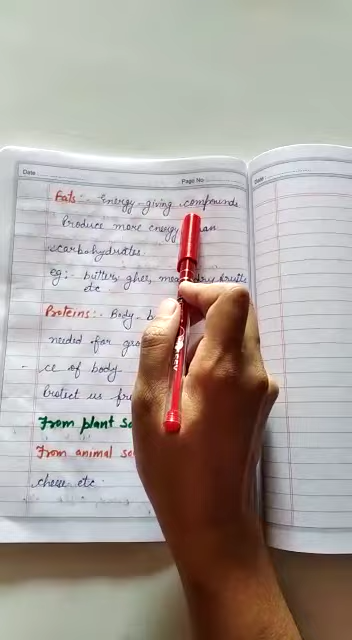 Date
Page No
Date
Fats:- Energy-giving compounds
Produce more energy than
carbohydrates.
eg:- butter, ghee, dry fruits
etc
Proteins:- Body-
needed for
ce of body-
Protect us
From plant
From animal
cheese etc.